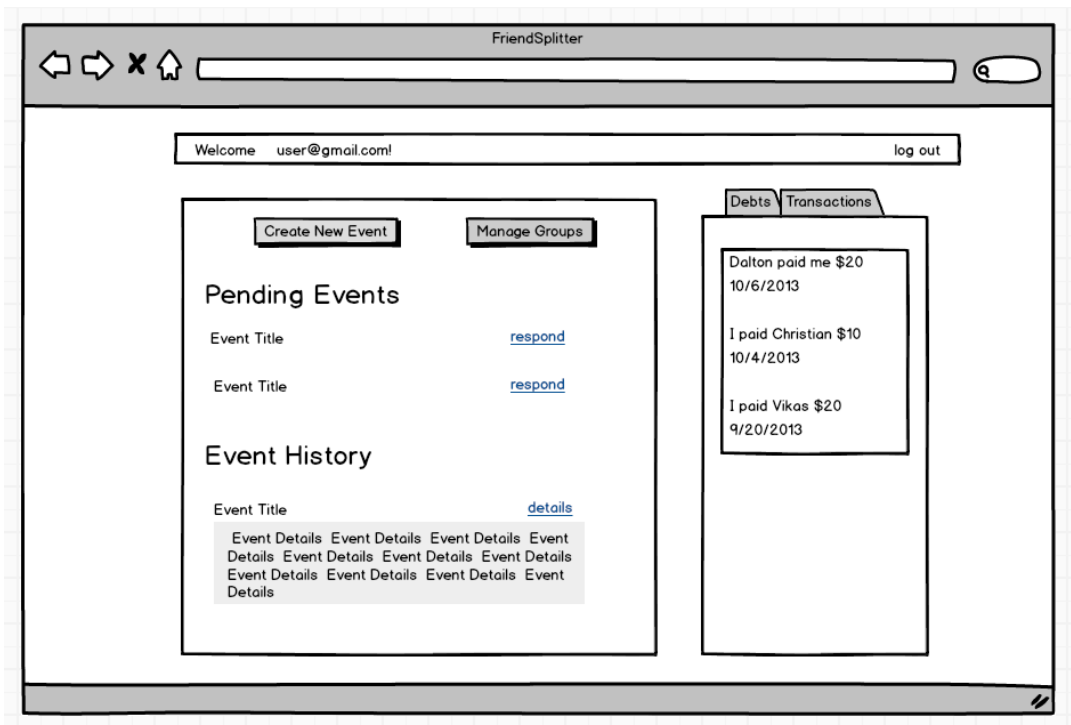 FriendSplitter
Welcome user@gmail.com!
log out
Create New Event
Manage Groups
Pending Events
Event Title
respond
Event Title
respond
Event History
Event Title
details
Event Details Event Details Event Details Event
Details Event Details Event Details Event Details
Event Details Event Details Event Details Event
Details
Debts
Transactions
Dalton paid me $20
10/6/2013
I paid Christian $10
10/4/2013
I paid Vikas $20
9/20/2013